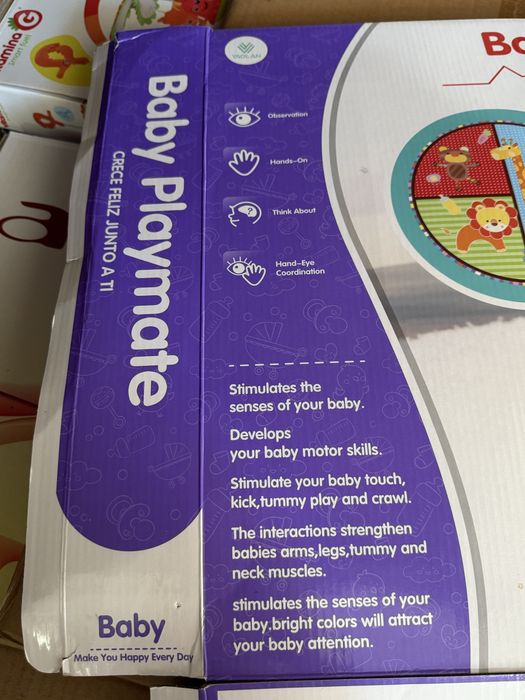 Baby Playmate
CRECE FELIZ JUNTO A TI
Baby
Make You Happy Every Day
Observation
Hands-On
Think About
Hand-Eye
Coordination
Stimulates the
senses of your baby.
Develops
your baby motor skills.
Stimulate your baby touch,
kick,tummy play and crawl.
The interactions strengthen
babies arms,legs,tummy and
neck muscles.
stimulates the senses of your
baby.bright colors will attract
your baby attention.
smart fuel